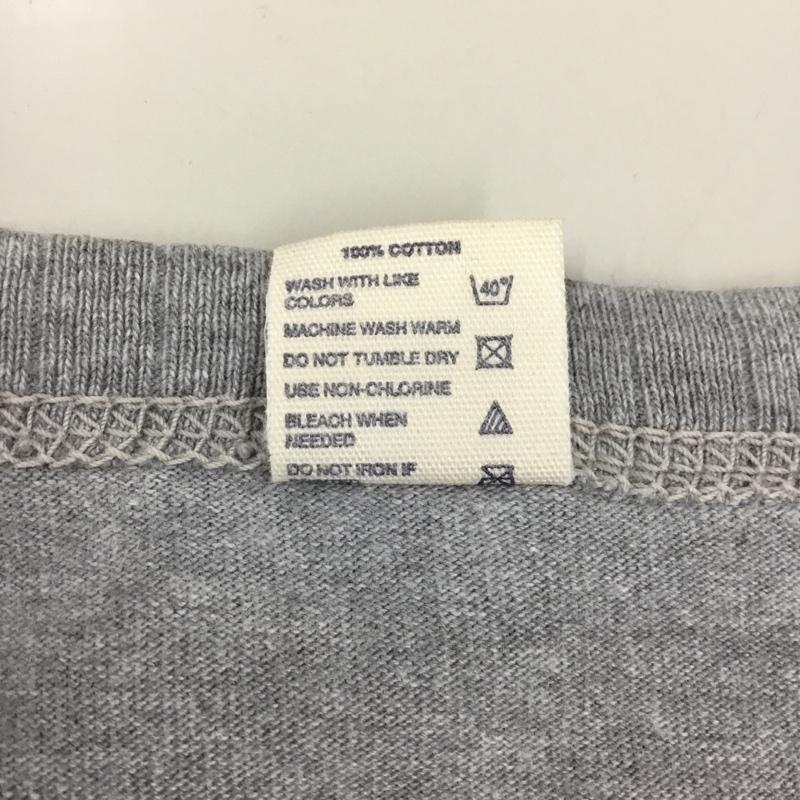 100% COTTON
WASH WITH LIKE
COLORS
40°
MACHINE WASH WARM
DO NOT TUMBLE DRY
USE NON-CHLORINE
BLEACH WHEN
NEEDED
DO NOT IRON IF